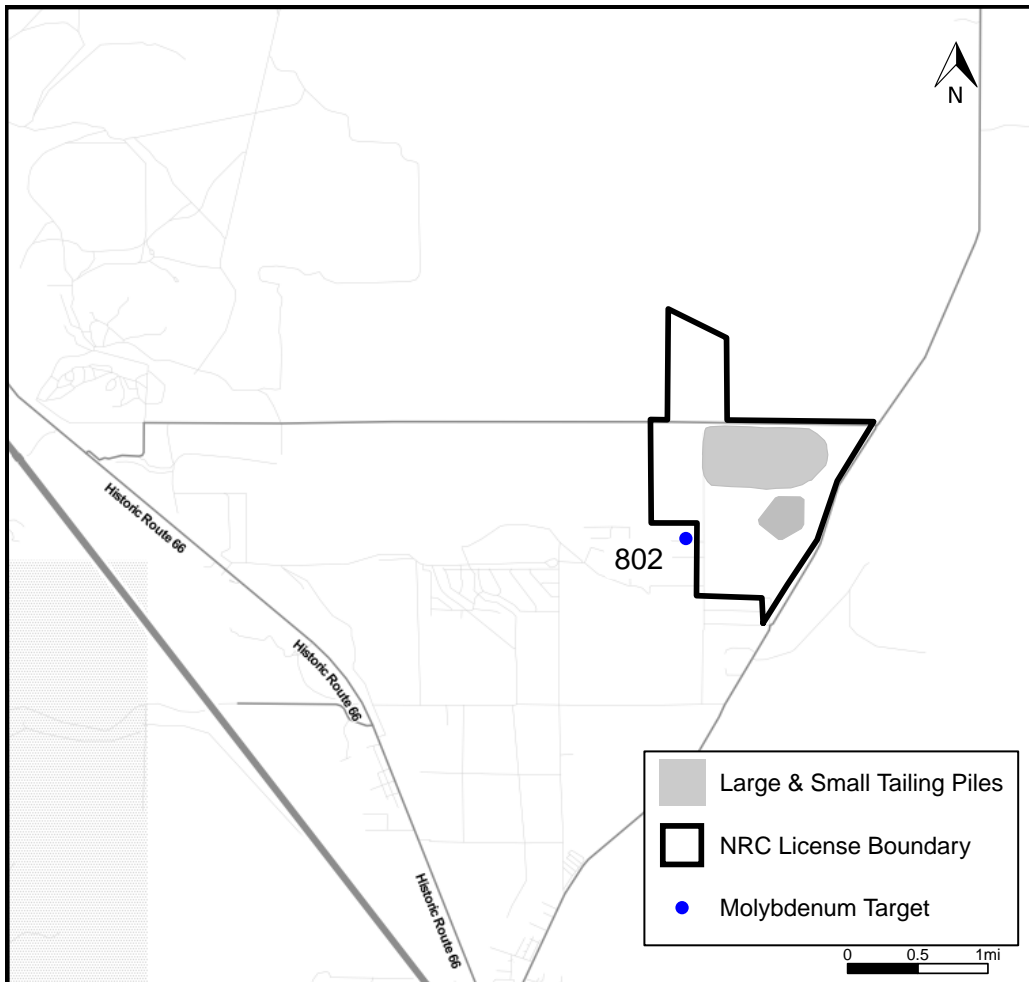 N
Historic Route 66
802
Historic Route 66
Large & Small Tailing Piles
NRC License Boundary
Historic Route 66
Molybdenum Target
0 0.5 1mi